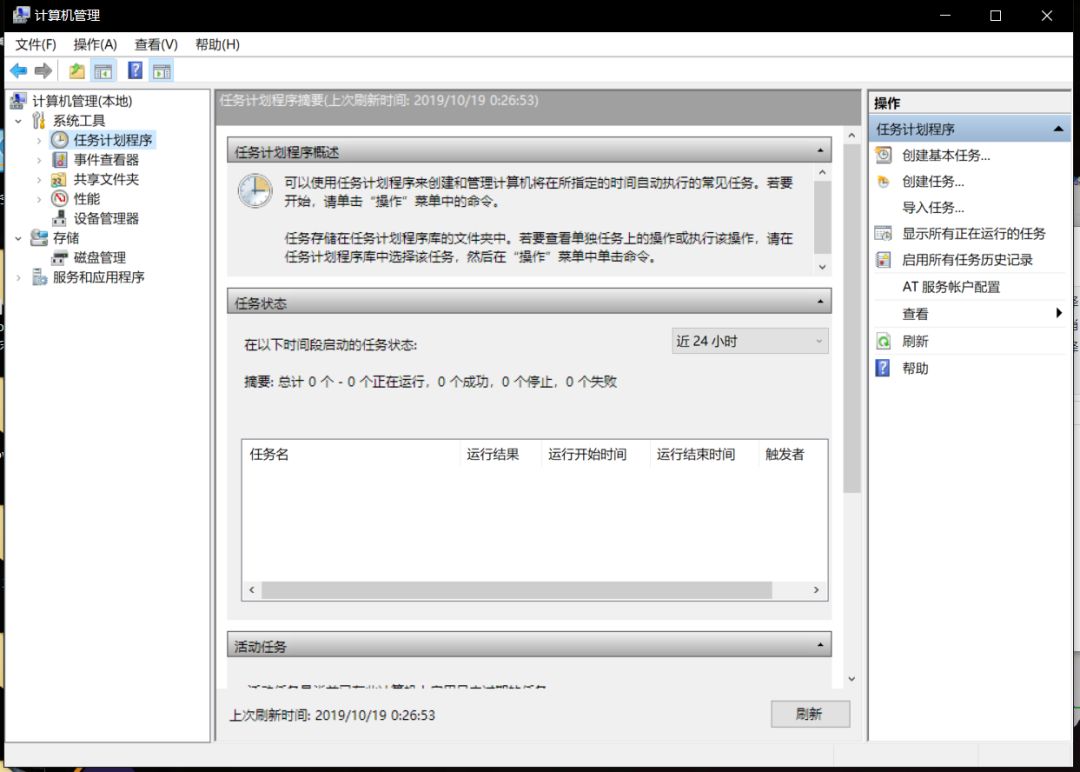 计算机管理
文件(F) 操作(A) 查看(V) 帮助(H)
计算机管理(本地)
系统工具
任务计划程序
事件查看器
共享文件夹
性能
设备管理器
存储
磁盘管理
服务和应用程序
任务计划程序摘要(上次刷新时间: 2019/10/19 0:26:53)
任务计划程序概述
可以使用任务计划程序来创建和管理计算机将在所指定的时间自动执行的常见任务。若要
开始，请单击“操作”菜单中的命令。
任务存储在任务计划程序库的文件夹中。若要查看单独任务上的操作或执行该操作，请在
任务计划程序库中选择该任务，然后在“操作”菜单中单击命令。
任务状态
在以下时间段启动的任务状态:
近 24 小时
摘要: 总计 0 个 - 0 个正在运行，0 个成功，0 个停止，0 个失败
任务名 运行结果 运行开始时间 运行结束时间 触发者
活动任务
上次刷新时间: 2019/10/19 0:26:53
刷新
操作
任务计划程序
创建基本任务...
创建任务...
导入任务...
显示所有正在运行的任务
启用所有任务历史记录
AT 服务帐户配置
查看
刷新
帮助